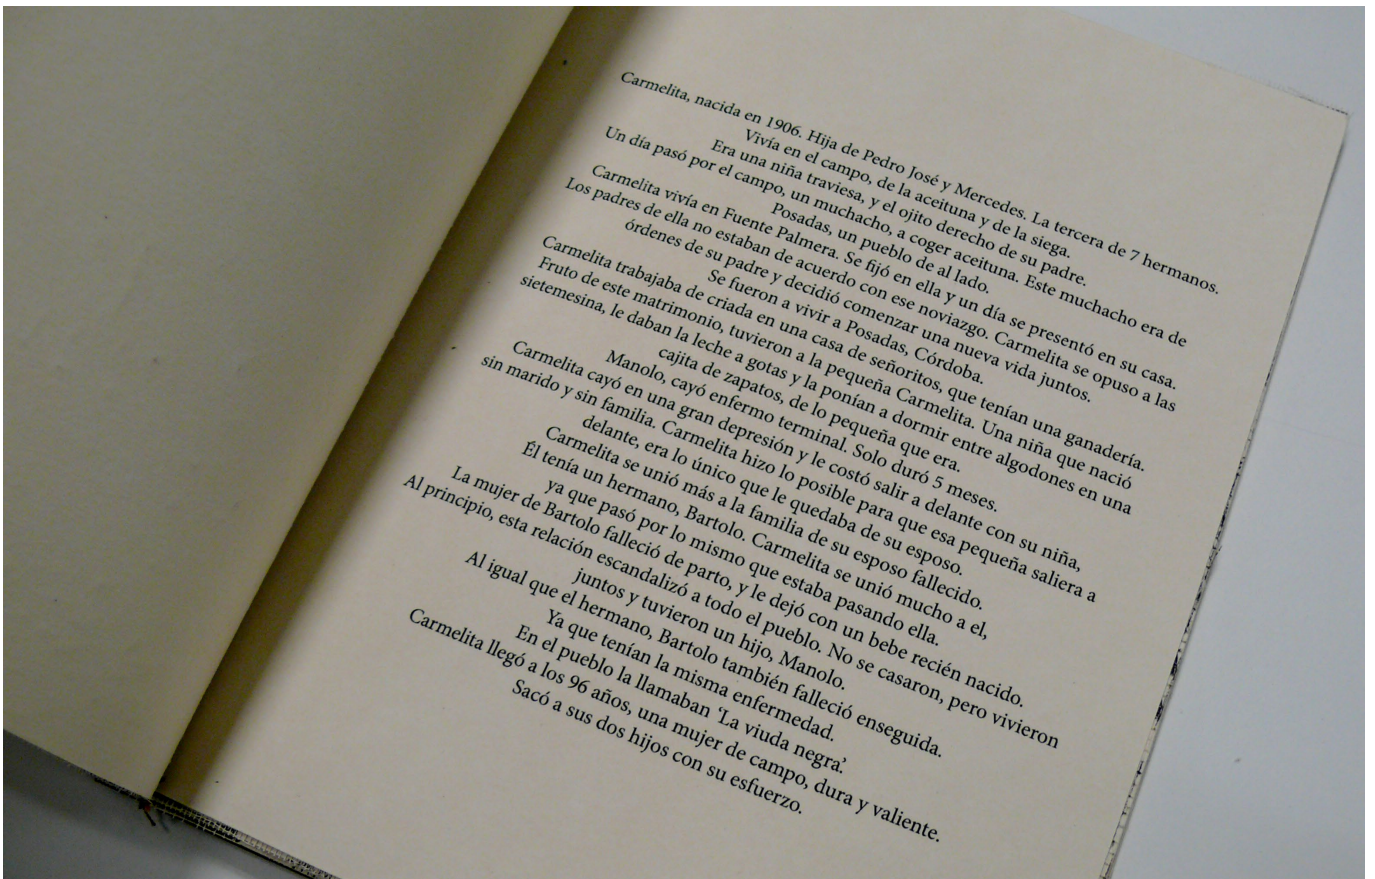 Carmelita, nacida en 1906. Hija de Pedro José y Mercedes. La tercera de 7 hermanos.
Vivía en el campo, de la aceituna y de la siega.
Era una niña traviesa, y el ojito derecho de su padre.
Un día pasó por el campo, un muchacho, a coger aceituna. Este muchacho era de
Posadas, un pueblo de al lado.
Carmelita vivía en Fuente Palmera. Se fijó en ella y un día se presentó en su casa.
Los padres de ella no estaban de acuerdo con ese noviazgo. Carmelita se opuso a las
órdenes de su padre y decidió comenzar una nueva vida juntos.
Se fueron a vivir a Posadas, Córdoba.
Carmelita trabajaba de criada en una casa de señoritos, que tenían una ganadería.
Fruto de este matrimonio, tuvieron a la pequeña Carmelita. Una niña que nació
sietemesina, le daban la leche a gotas y la ponían a dormir entre algodones en una
cajita de zapatos, de lo pequeña que era.
Manolo, cayó enfermo terminal. Solo duró 5 meses.
Carmelita cayó en una gran depresión y le costó salir a delante con su niña,
sin marido y sin familia. Carmelita hizo lo posible para que esa pequeña saliera a
delante, era lo único que le quedaba de su esposo.
Carmelita se unió más a la familia de su esposo fallecido.
Él tenía un hermano, Bartolo. Carmelita se unió mucho a el,
ya que pasó por lo mismo que estaba pasando ella.
La mujer de Bartolo falleció de parto, y le dejó con un bebe recién nacido.
Al principio, esta relación escandalizó a todo el pueblo. No se casaron, pero vivieron
juntos y tuvieron un hijo, Manolo.
Al igual que el hermano, Bartolo también falleció enseguida.
Ya que tenían la misma enfermedad.
En el pueblo la llamaban ‘La viuda negra’.
Carmelita llegó a los 96 años, una mujer de campo, dura y valiente.
Sacó a sus dos hijos con su esfuerzo.